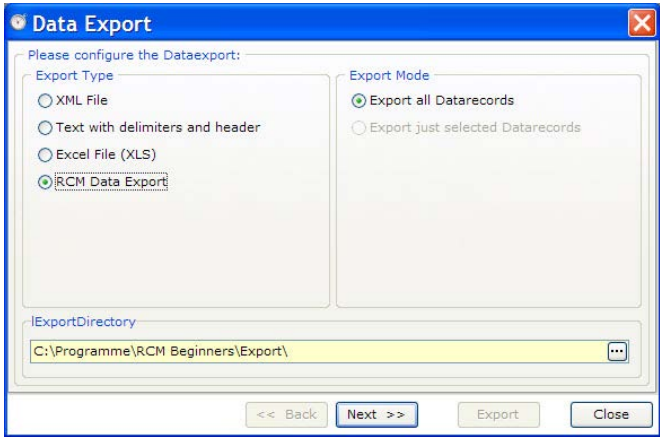 Data Export
Please configure the Dataexport:
Export Type
XML File
Text with delimiters and header
Excel File (XLS)
RCM Data Export
Export Mode
Export all Datarecords
Export just selected Datarecords
lExportDirectory
C:\Programme\RCM Beginners\Export\
...
<< Back
Next >>
Export
Close